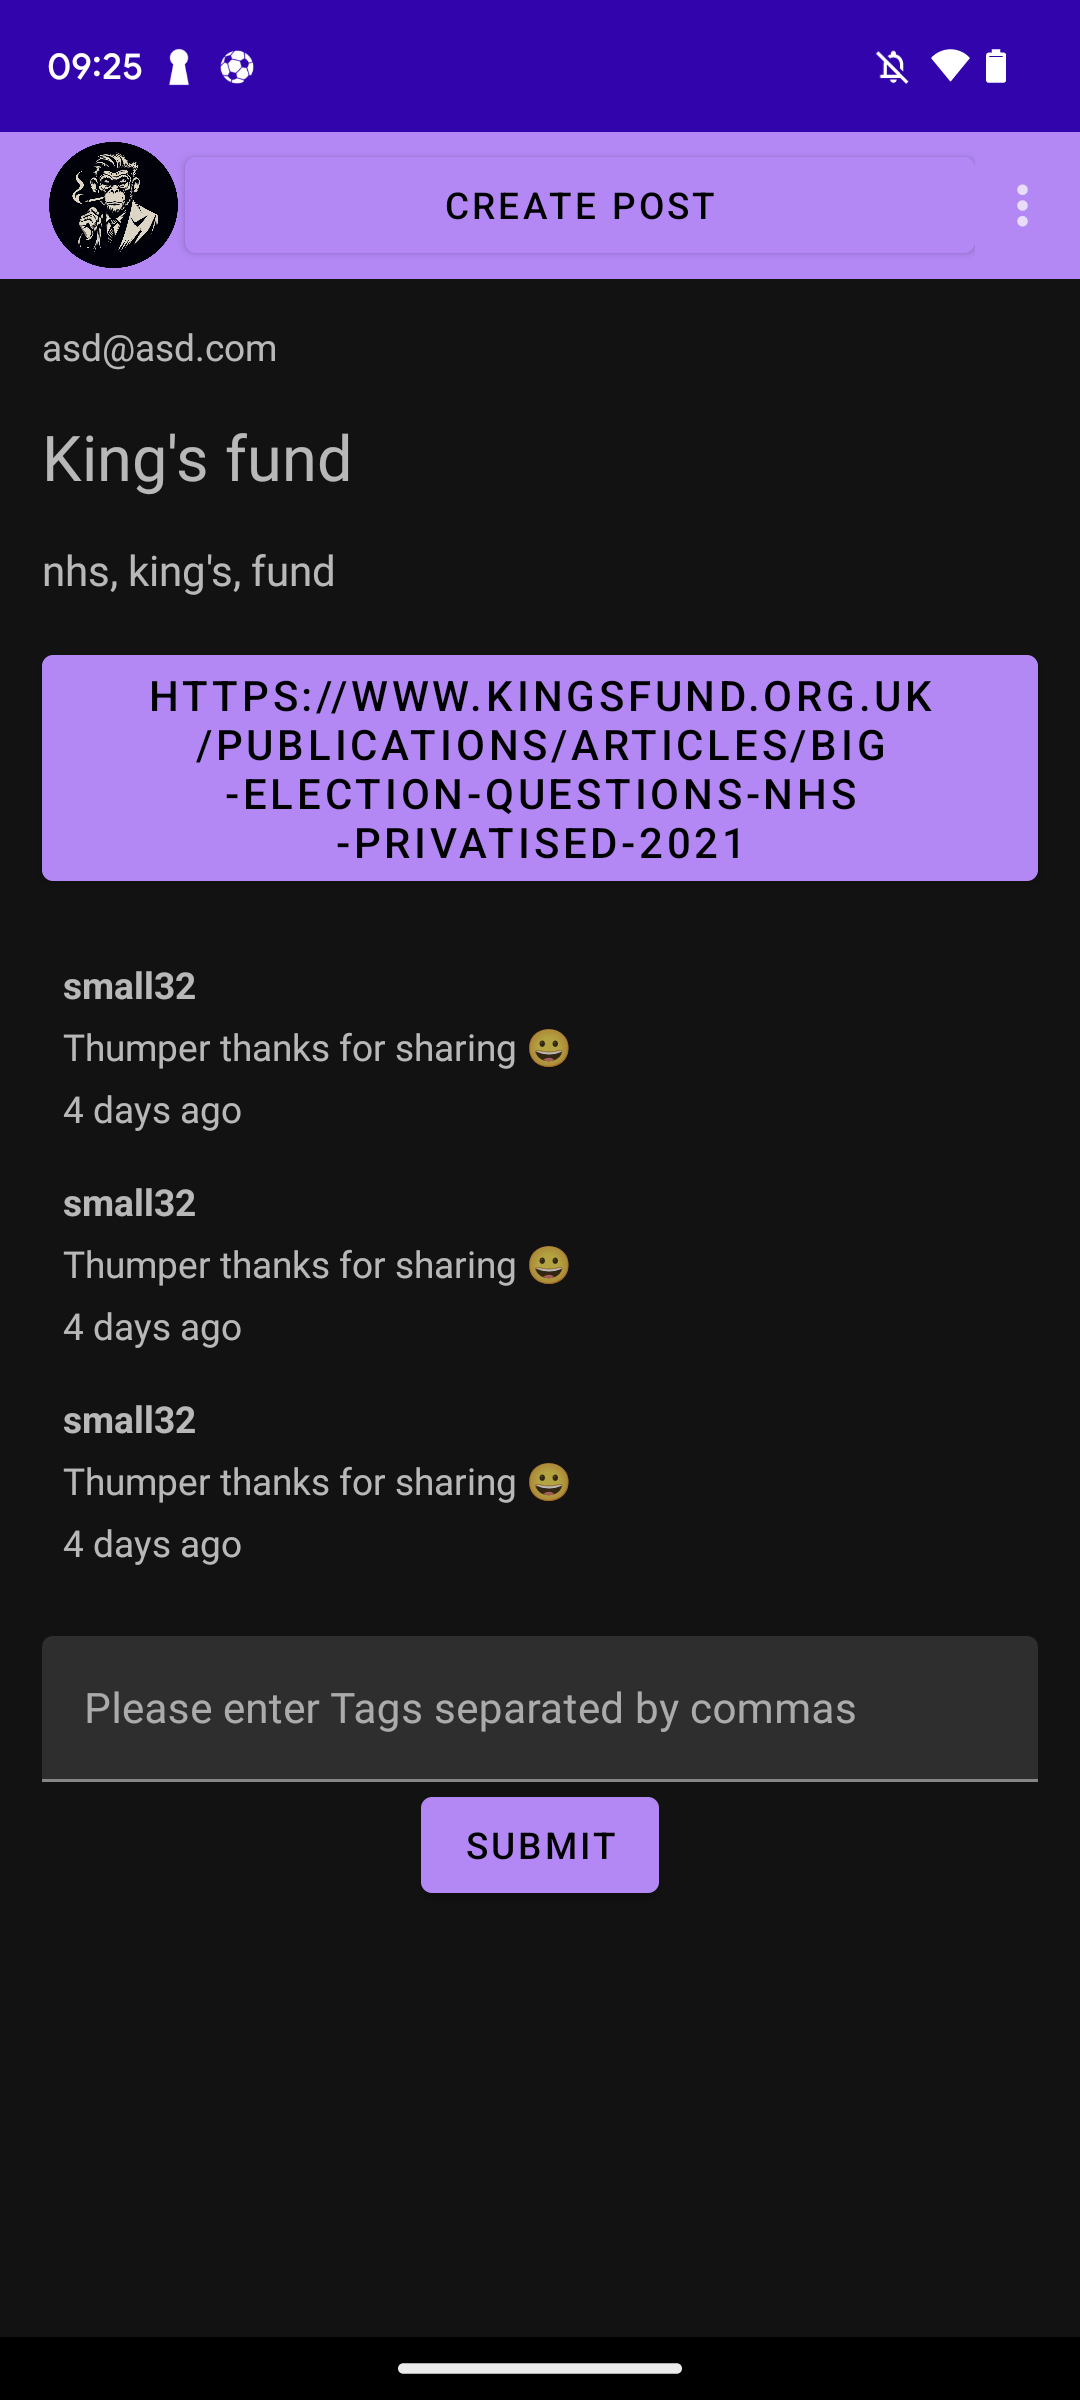 09:25
CREATE POST
asd@asd.com
King's fund
nhs, king's, fund
HTTPS://WWW.KINGSFUND.ORG.UK
/PUBLICATIONS/ARTICLES/BIG
-ELECTION-QUESTIONS-NHS
-PRIVATISED-2021
small32
Thumper thanks for sharing 😀
4 days ago
small32
Thumper thanks for sharing 😀
4 days ago
small32
Thumper thanks for sharing 😀
4 days ago
Please enter Tags separated by commas
SUBMIT